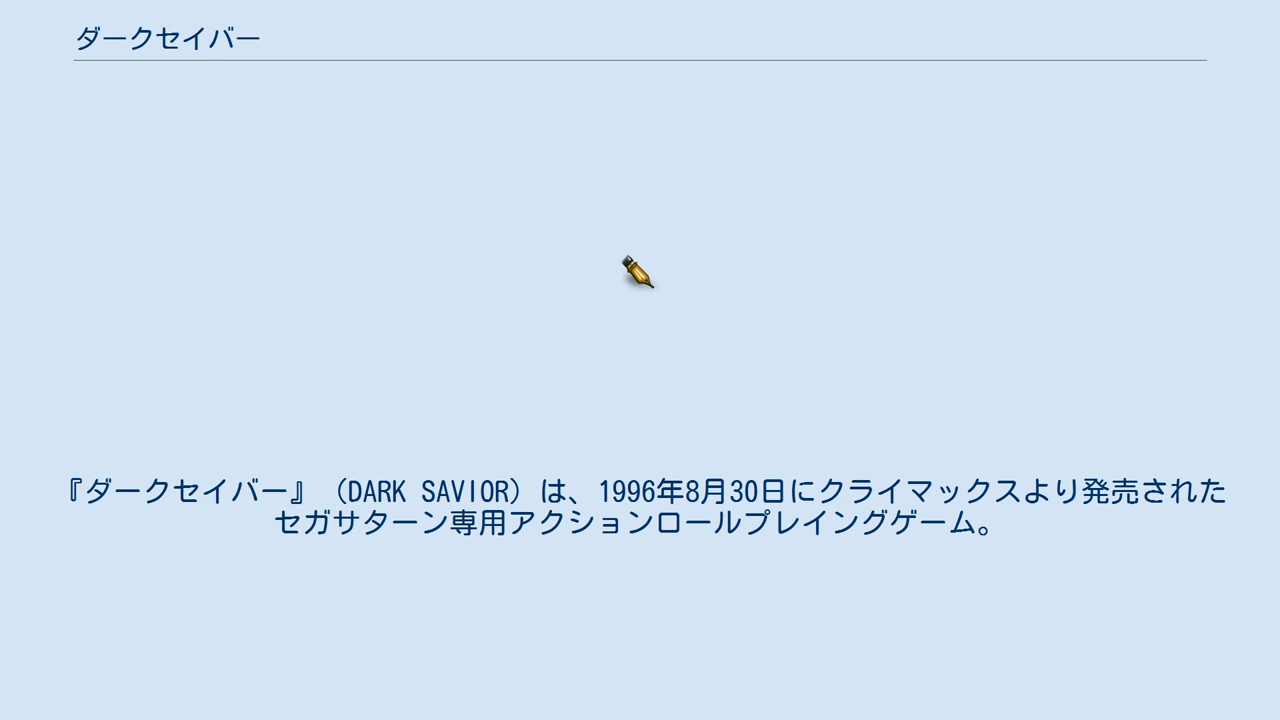 ダークセイバー
『ダークセイバー』（DARK SAVIOR）は、1996年8月30日にクライマックスより発売された
セガサターン専用アクションロールプレイングゲーム。